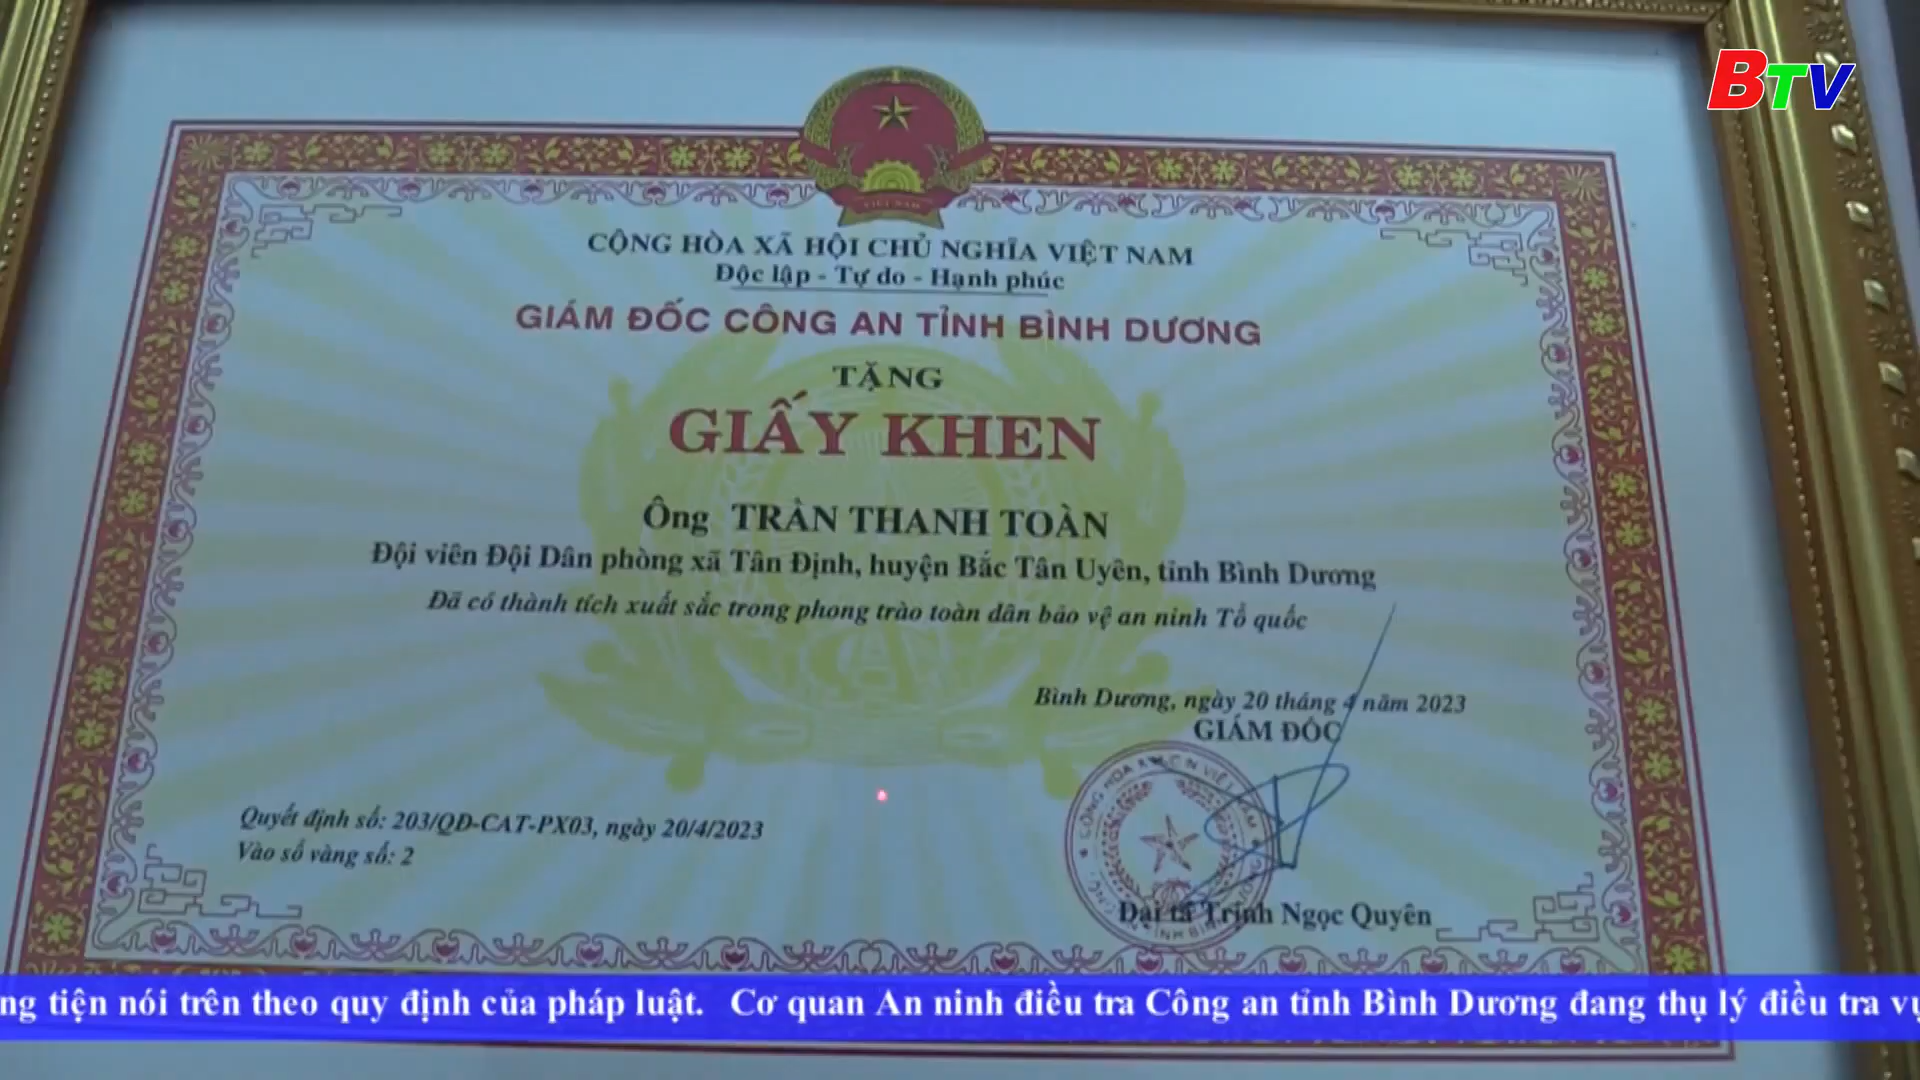 BTV
VIỆT NAM
CỘNG HÒA XÃ HỘI CHỦ NGHĨA VIỆT NAM
Độc lập - Tự do - Hạnh phúc
GIÁM ĐỐC CÔNG AN TỈNH BÌNH DƯƠNG
TẶNG
GIẤY KHEN
Ông TRẦN THANH TOÀN
Đội viên Đội Dân phòng xã Tân Định, huyện Bắc Tân Uyên, tỉnh Bình Dương
Đã có thành tích xuất sắc trong phong trào toàn dân bảo vệ an ninh Tổ quốc
Bình Dương, ngày 20 tháng 4 năm 2023
GIÁM ĐỐC
Quyết định số: 203/QĐ-CAT-PX03, ngày 20/4/2023
Vào sổ vàng số: 2
Đại tá Trịnh Ngọc Quyên
ng tiện nói trên theo quy định của pháp luật. Cơ quan An ninh điều tra Công an tỉnh Bình Dương đang thụ lý điều tra vụ